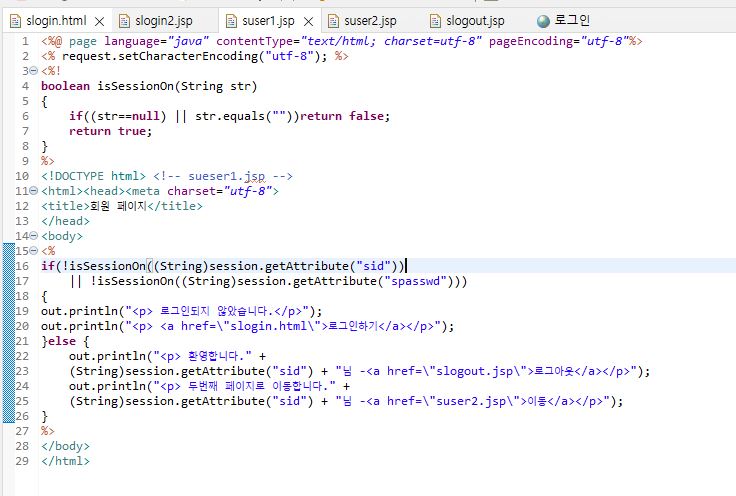 slogin.html slogin2.jsp suser1.jsp suser2.jsp slogout.jsp 로그인
1 <%@ page language="java" contentType="text/html; charset=utf-8" pageEncoding="utf-8"%>
2 <% request.setCharacterEncoding("utf-8"); %>
3 <%!
4 boolean isSessionOn(String str)
5 {
6 if((str==null) || str.equals(""))return false;
7 return true;
8 }
9 %>
10 <!DOCTYPE html> <!-- sueser1.jsp -->
11 <html><head><meta charset="utf-8">
12 <title>회원 페이지</title>
13 </head>
14 <body>
15 <%
16 if(!isSessionOn((String)session.getAttribute("sid"))
17 || !isSessionOn((String)session.getAttribute("spasswd")))
18 {
19 out.println("<p> 로그인되지 않았습니다.</p>");
20 out.println("<p> <a href=\"slogin.html\">로그인하기</a></p>");
21 }else {
22 out.println("<p> 환영합니다." +
23 (String)session.getAttribute("sid") + "님 -<a href=\"slogout.jsp\">로그아웃</a></p>");
24 out.println("<p> 두번째 페이지로 이동합니다." +
25 (String)session.getAttribute("sid") + "님 -<a href=\"suser2.jsp\">이동</a></p>");
26 }
27 %>
28 </body>
29 </html>